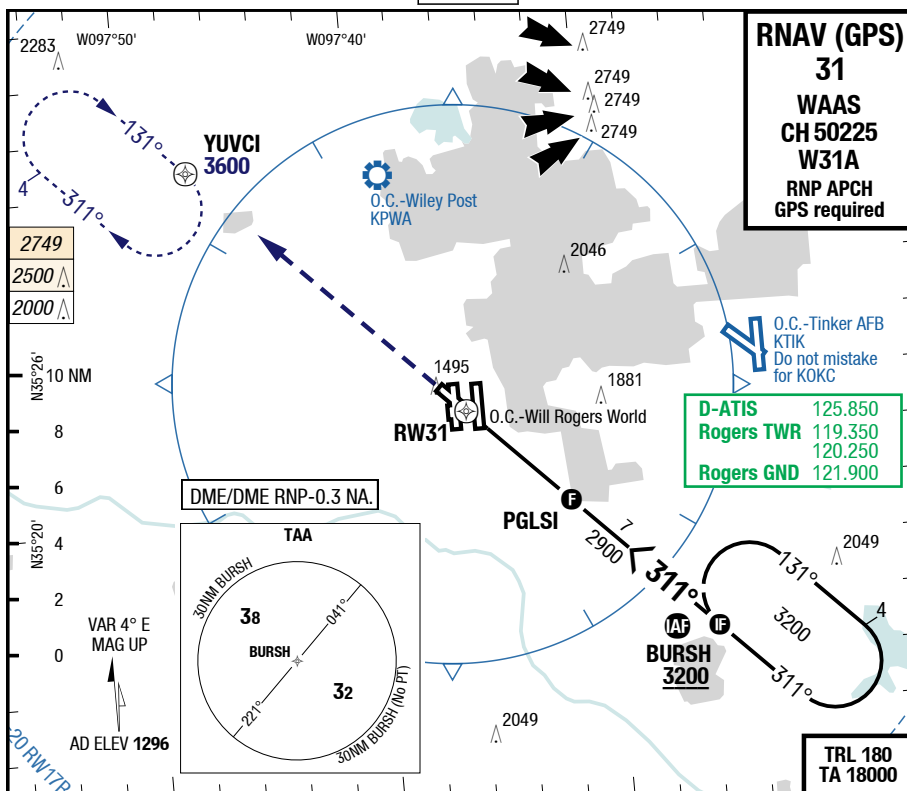 2283
W097°50'
W097°40'
2749
2749
2749
2749
RNAV (GPS)
31
WAAS
CH 50225
W31A
RNP APCH
GPS required
131°
4
311°
YUVCI
3600
O.C.-Wiley Post
KPWA
2749
2500
2000
2046
O.C.-Tinker AFB
KTIK
Do not mistake
for KOKC
N35°26'
10 NM
8
6
4
2
0
N35°20'
1495
1881
RW31
O.C.-Will Rogers World
D-ATIS 125.850
Rogers TWR 119.350
120.250
Rogers GND 121.900
DME/DME RNP-0.3 NA.
F
PGLSI
7
2900
311°
TAA
30NM BURSH
38
041°
BURSH
32
221°
30NM BURSH (No PT)
IAF
IF
BURSH
3200
131°
3200
4
311°
2049
2049
VAR 4° E
MAG UP
AD ELEV 1296
20 RW17R
TRL 180
TA 18000